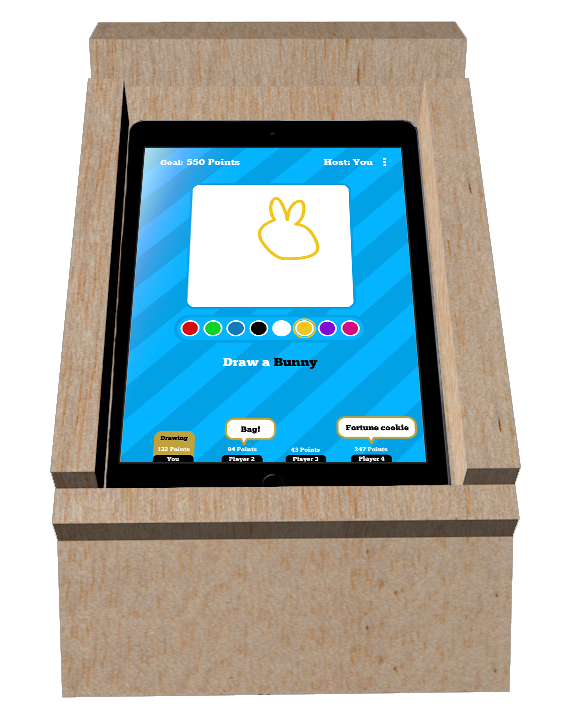 Goal: 550 Points
Host: You
Draw a Bunny
Bag!
Fortune cookie
Drawing
122 Points
94 Points
43 Points
247 Points
You
Player 2
Player 3
Player 4